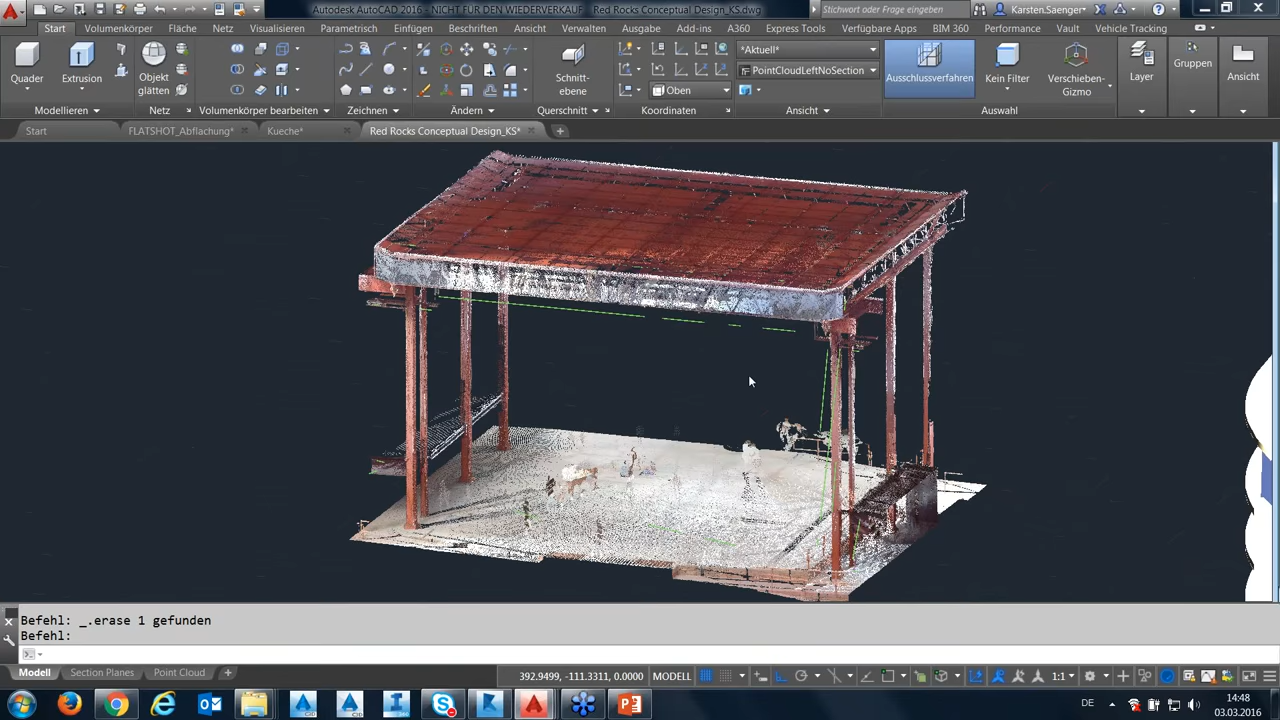 Autodesk AutoCAD 2016 - NICHT FÜR DEN WIEDERVERKAUF    Red Rocks Conceptual Design_KS.dwg
Stichwort oder Frage eingeben
Karsten.Saenger
Start Volumenkörper Fläche Netz Visualisieren Parametrisch Einfügen Beschriften Ansicht Verwalten Ausgabe Add-ins A360 Express Tools Verfügbare Apps BIM 360 Performance Vault Vehicle Tracking
Quader
Extrusion
Objekt
glätten
Schnitt-
ebene
*Aktuell*
PointCloudLeftNoSection
Oben
Ausschlussverfahren
Kein Filter
Verschieben-
Gizmo
Layer
Gruppen
Ansicht
Modellieren
Netz
Volumenkörper bearbeiten
Zeichnen
Ändern
Querschnitt
Koordinaten
Ansicht
Auswahl
Start
FLATSHOT_Abflachung*
Kueche*
Red Rocks Conceptual Design_KS*
Befehl: _.erase 1 gefunden
Befehl:
Modell
Section Planes
Point Cloud
392.9499, -111.3311, 0.0000
MODELL
1:1
DE
14:48
03.03.2016